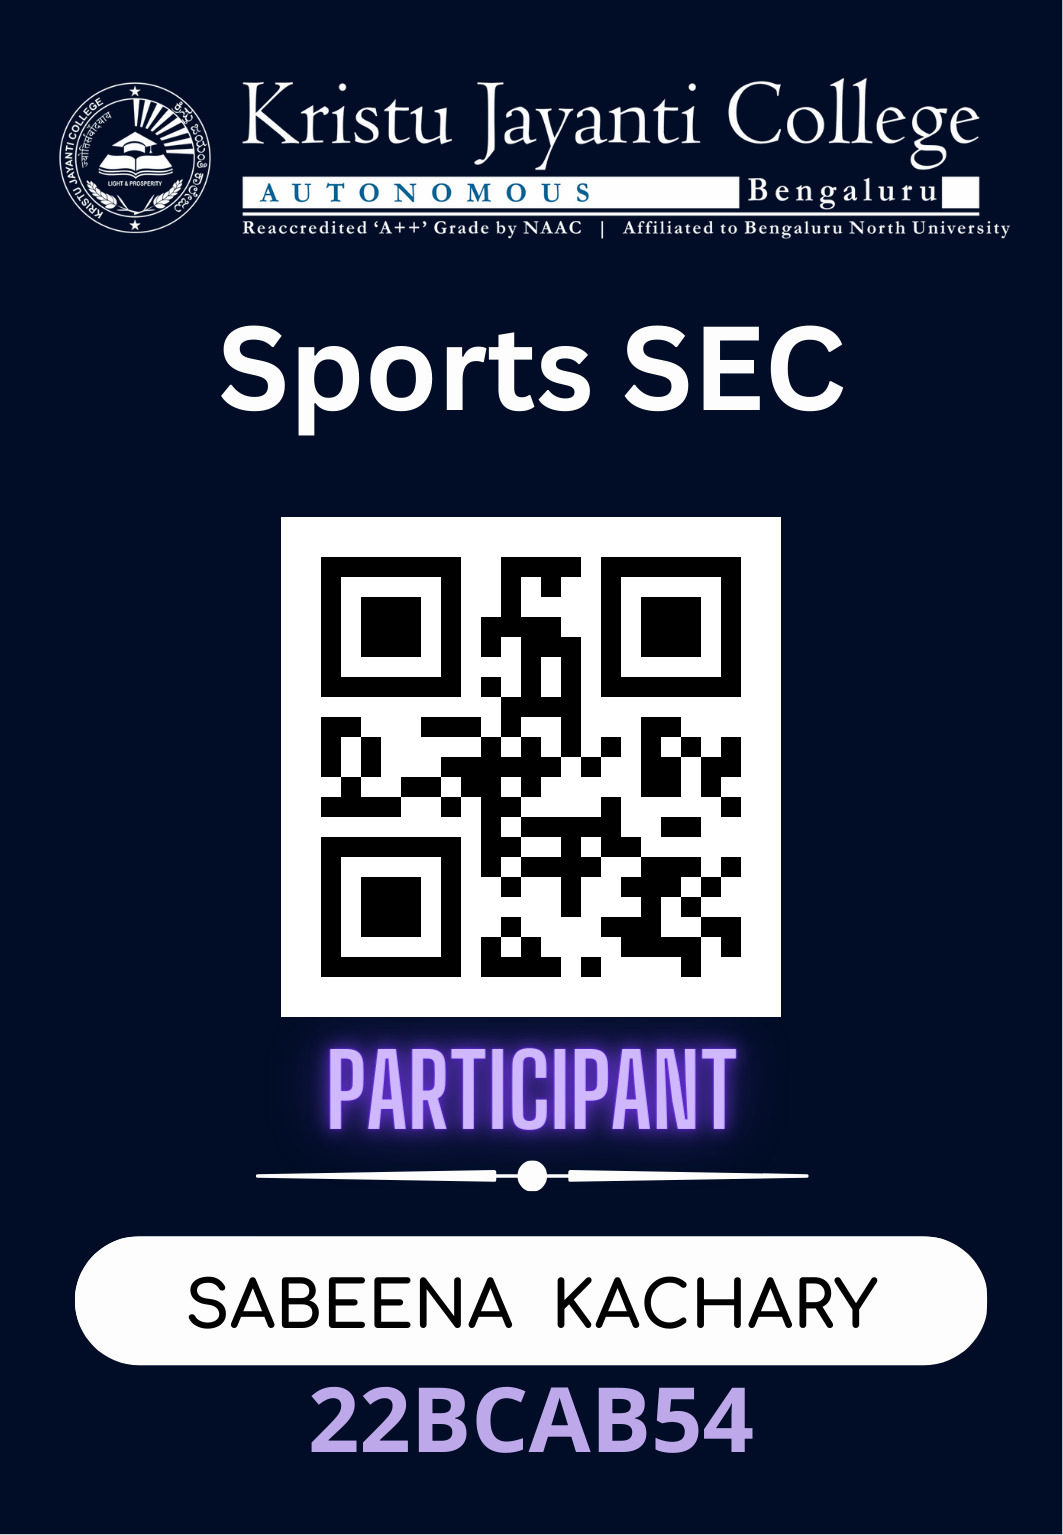 KRISTU JAYANTI COLLEGE
LIGHT & PROSPERITY
Kristu Jayanti College
AUTONOMOUS Bengaluru
Reaccredited ‘A++’ Grade by NAAC | Affiliated to Bengaluru North University
Sports SEC
PARTICIPANT
SABEENA KACHARY
22BCAB54